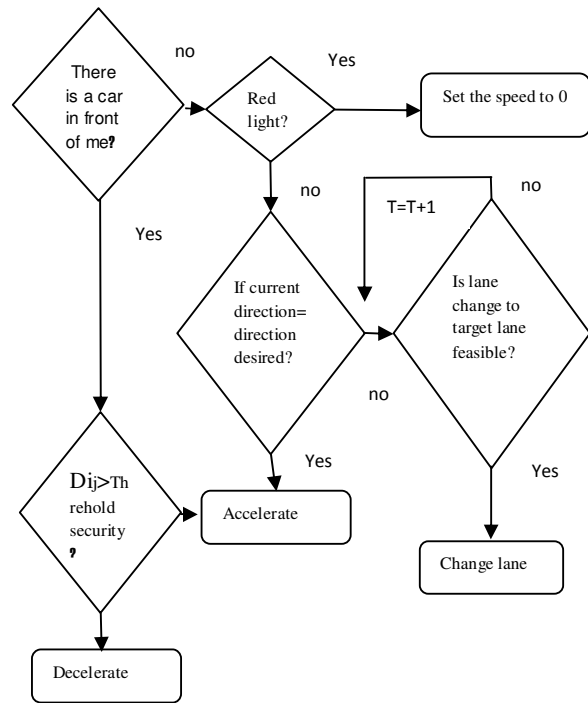 There
is a car
in front
of me?
no
Red
light?
Yes
Set the speed to 0
no
Yes
If current
direction=
direction
desired?
no
T=T+1
no
Is lane
change to
target lane
feasible?
Yes
Change lane
Yes
Accelerate
Dij>Th
rehold
security
?
Decelerate